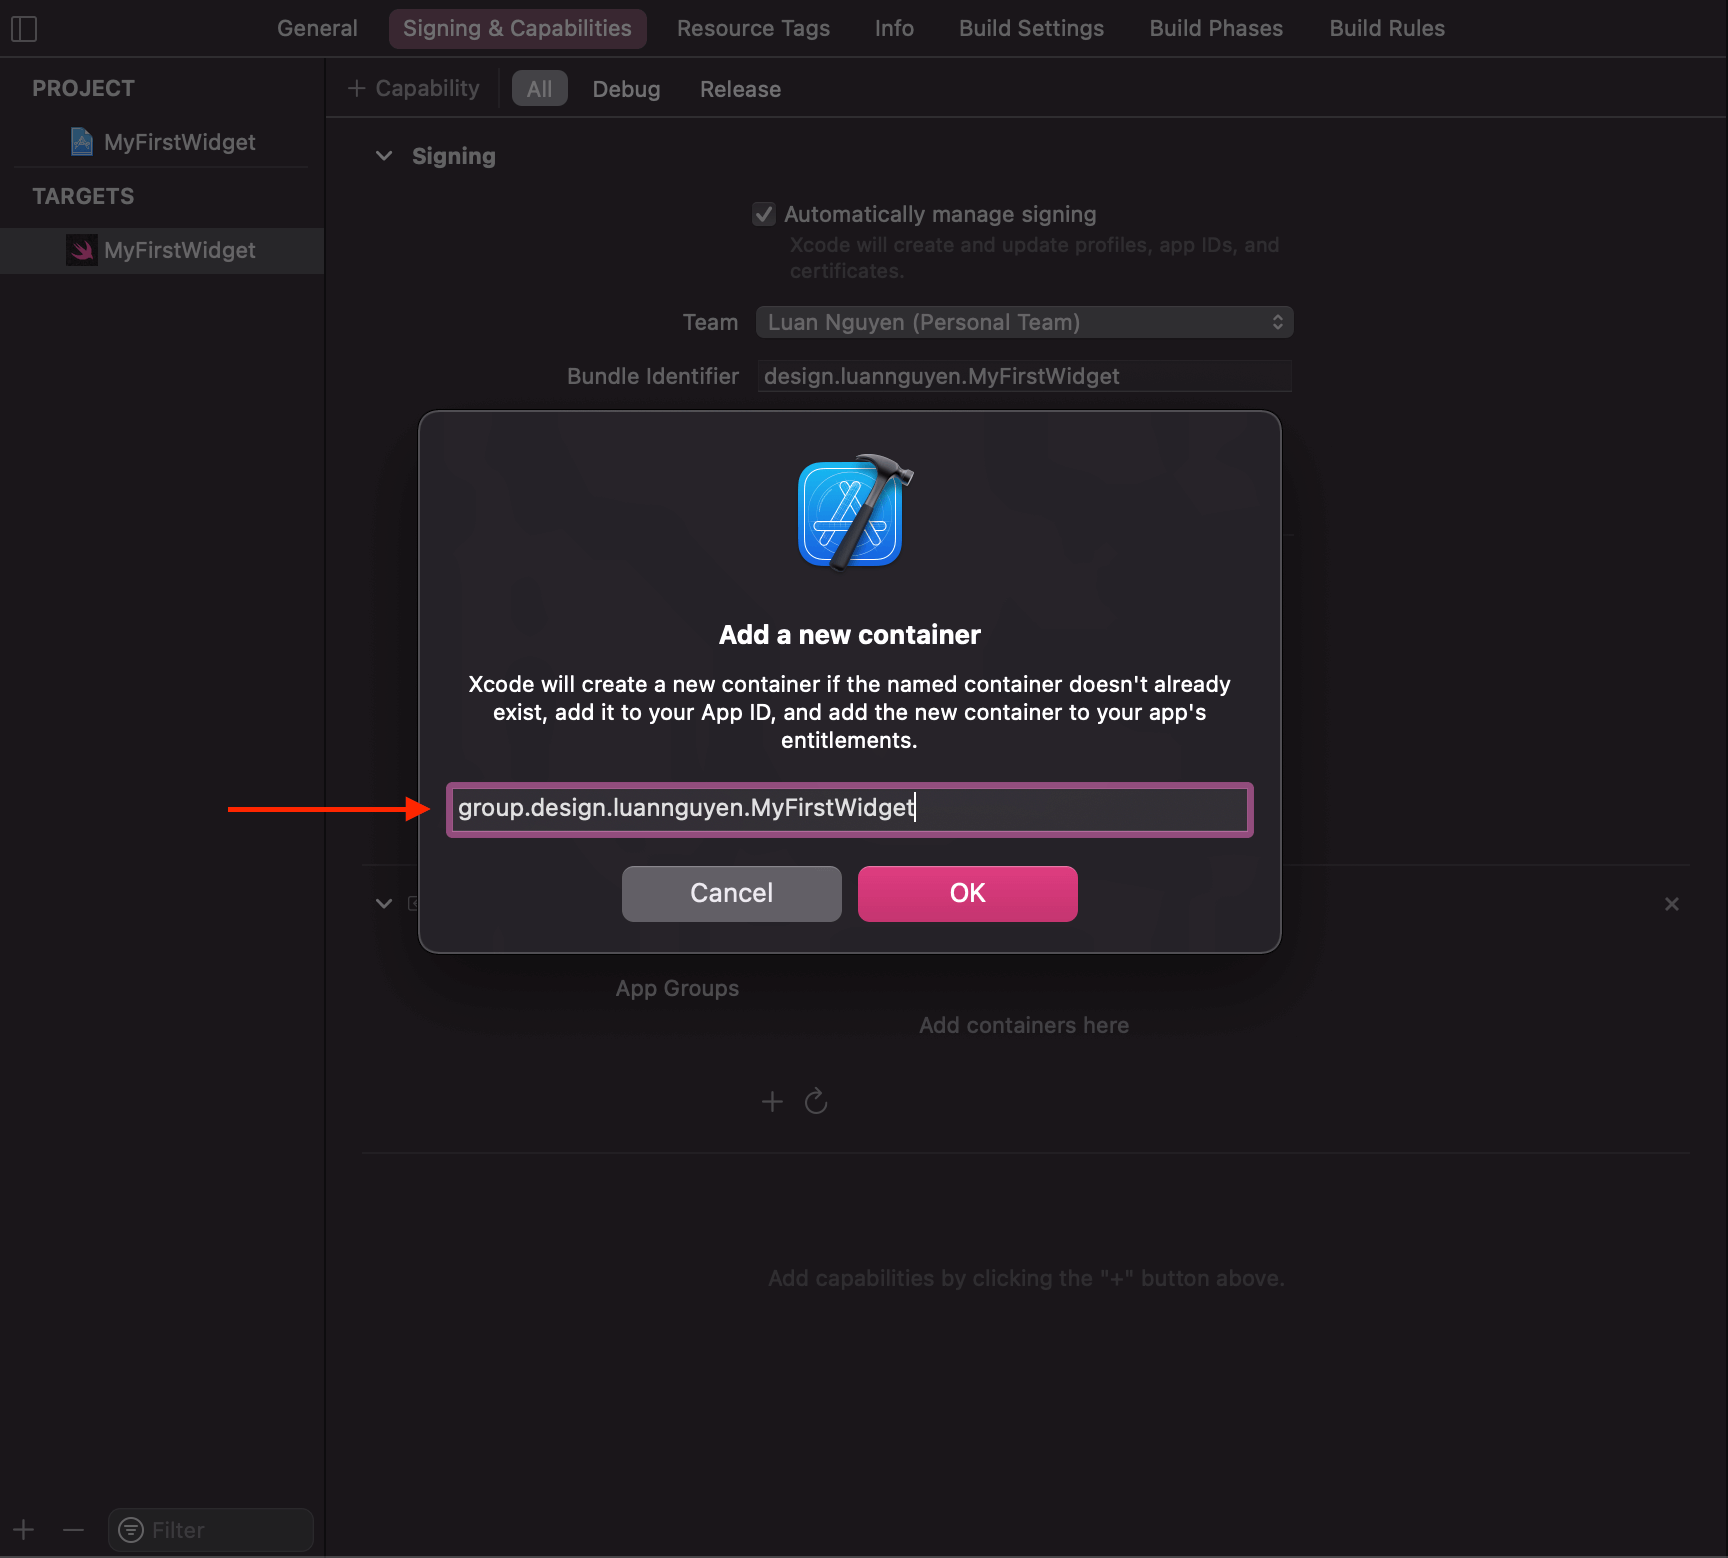 General Signing & Capabilities Resource Tags Info Build Settings Build Phases Build Rules
PROJECT
MyFirstWidget
TARGETS
MyFirstWidget
+ Capability All Debug Release
Signing
Automatically manage signing
Xcode will create and update profiles, app IDs, and
certificates.
Team Luan Nguyen (Personal Team)
Bundle Identifier design.luannguyen.MyFirstWidget
Add a new container
Xcode will create a new container if the named container doesn't already
exist, add it to your App ID, and add the new container to your app's
entitlements.
group.design.luannguyen.MyFirstWidget
Cancel OK
App Groups
Add containers here
Add capabilities by clicking the "+" button above.
Filter